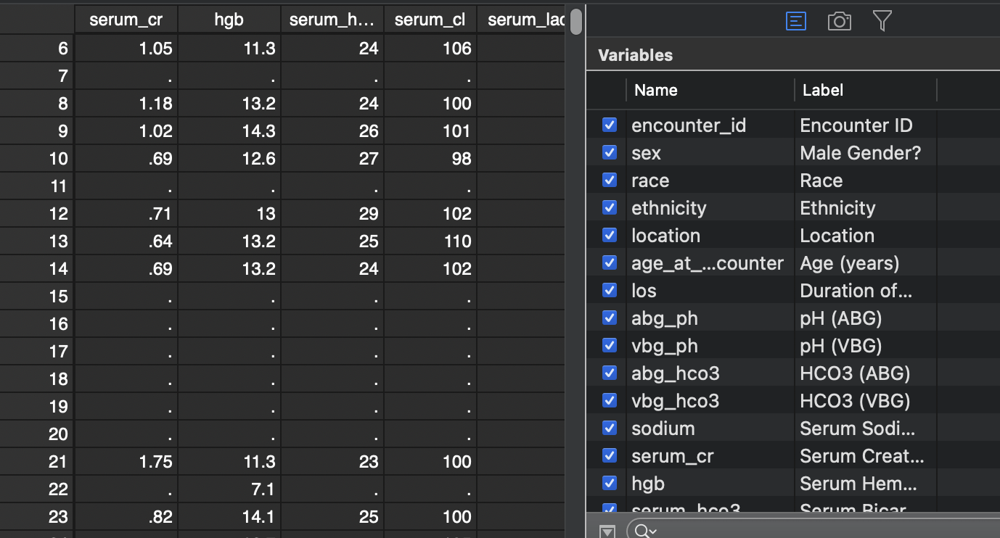 serum_cr hgb serum_h... serum_cl serum_lac
6 1.05 11.3 24 106
7 . . . .
8 1.18 13.2 24 100
9 1.02 14.3 26 101
10 .69 12.6 27 98
11 . . . .
12 .71 13 29 102
13 .64 13.2 25 110
14 .69 13.2 24 102
15 . . . .
16 . . . .
17 . . . .
18 . . . .
19 . . . .
20 . . . .
21 1.75 11.3 23 100
22 . 7.1 . .
23 .82 14.1 25 100
Variables
Name Label
encounter_id Encounter ID
sex Male Gender?
race Race
ethnicity Ethnicity
location Location
age_at_...counter Age (years)
los Duration of...
abg_ph pH (ABG)
vbg_ph pH (VBG)
abg_hco3 HCO3 (ABG)
vbg_hco3 HCO3 (VBG)
sodium Serum Sodi...
serum_cr Serum Creat...
hgb Serum Hem...
serum_hco3 Serum Bicar